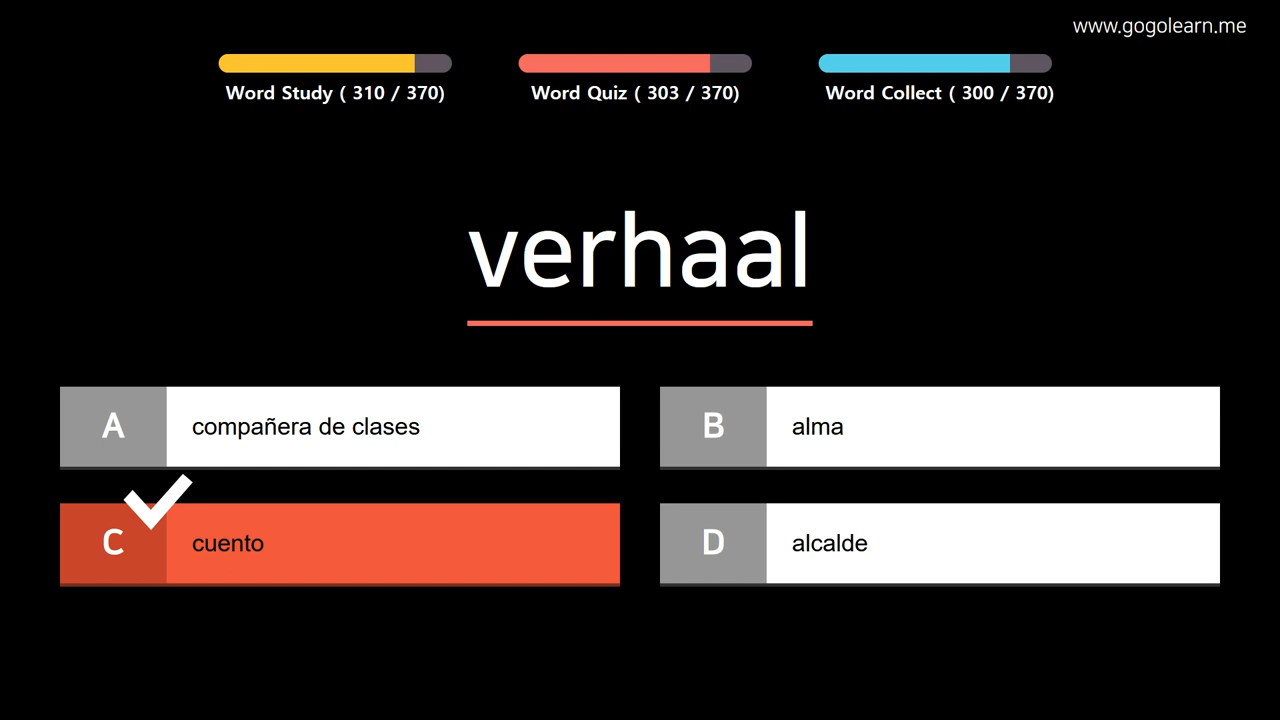 www.gogolearn.me
Word Study ( 310 / 370)
Word Quiz ( 303 / 370)
Word Collect ( 300 / 370)
verhaal
A compañera de clases
B alma
C cuento
D alcalde